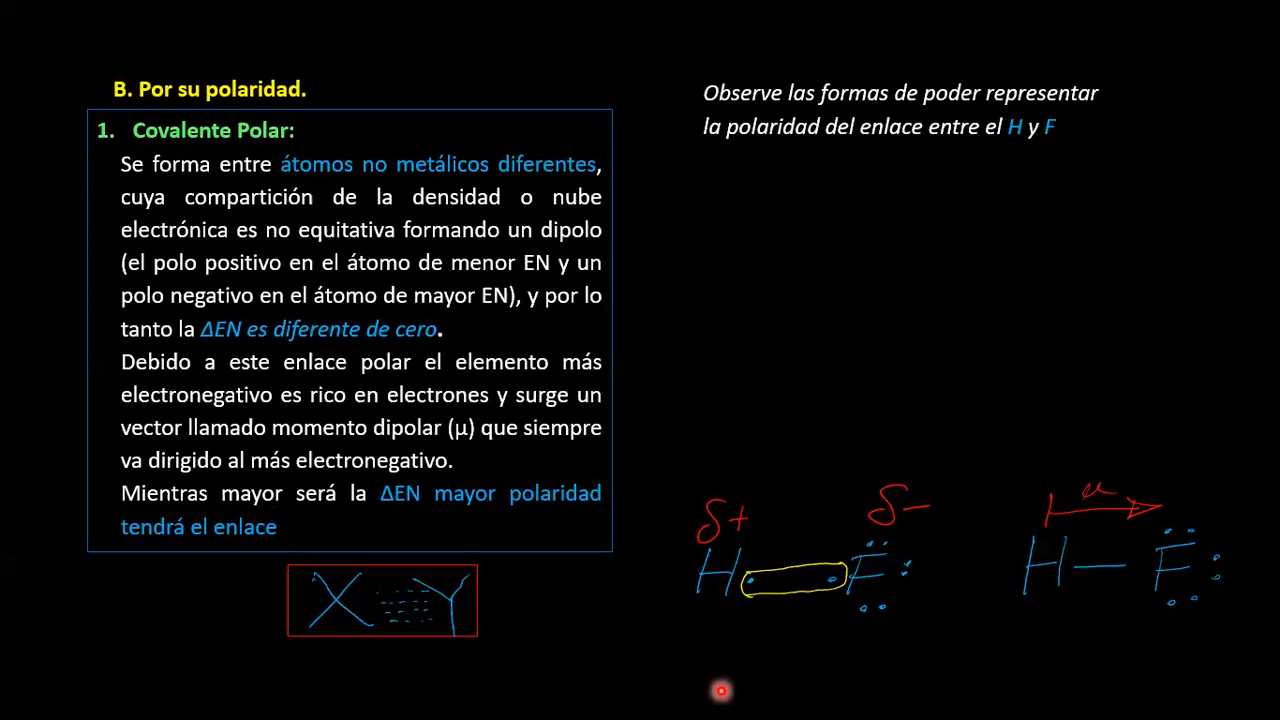 B. Por su polaridad.
1. Covalente Polar:
Se forma entre átomos no metálicos diferentes,
cuya compartición de la densidad o nube
electrónica es no equitativa formando un dipolo
(el polo positivo en el átomo de menor EN y un
polo negativo en el átomo de mayor EN), y por lo
tanto la ΔEN es diferente de cero.
Debido a este enlace polar el elemento más
electronegativo es rico en electrones y surge un
vector llamado momento dipolar (μ) que siempre
va dirigido al más electronegativo.
Mientras mayor será la ΔEN mayor polaridad
tendrá el enlace
X Y
Observe las formas de poder representar
la polaridad del enlace entre el H y F
δ+ δ−
H F
μ
H — F